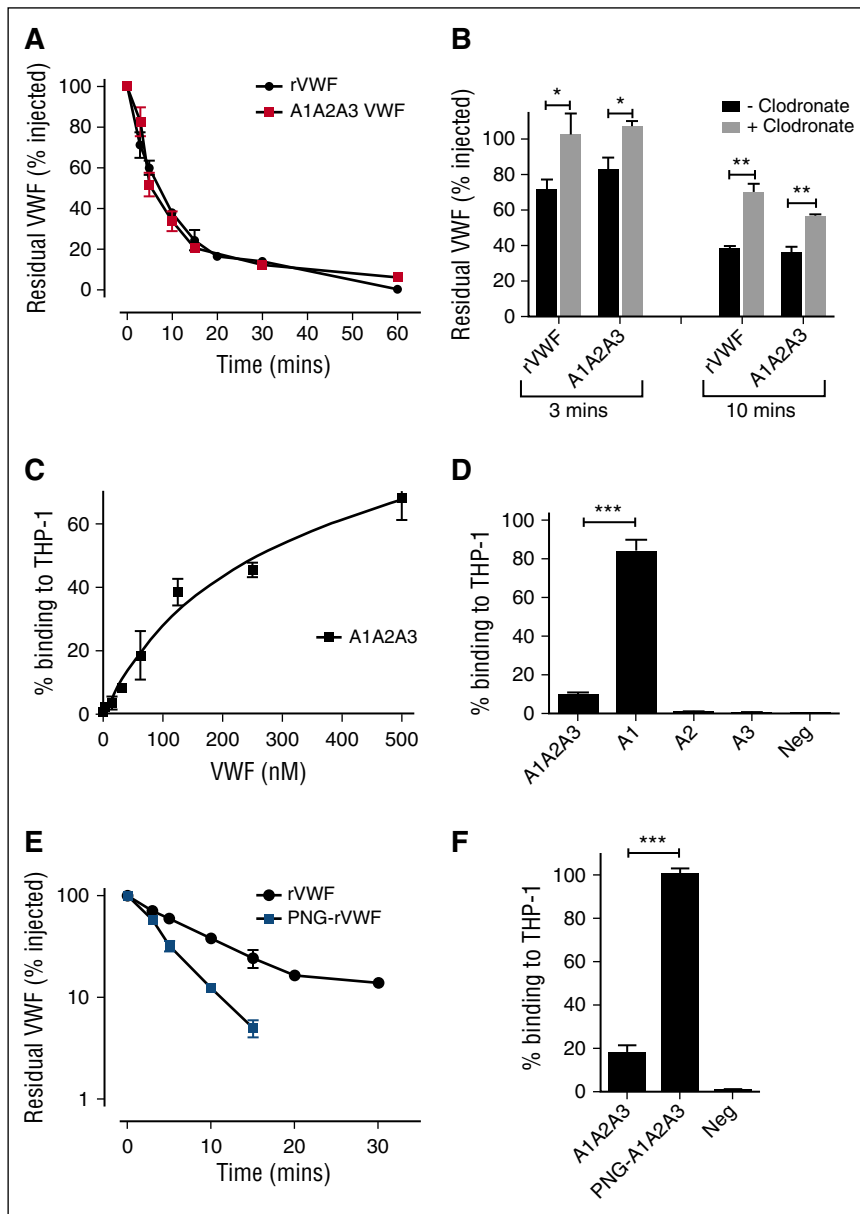 A
Residual VWF (% injected)
100
80
60
40
20
0
rVWF
A1A2A3 VWF
0 10 20 30 40 50 60
Time (mins)
B
Residual VWF (% injected)
120
100
80
60
40
20
0
- Clodronate
+ Clodronate
* *
** **
rVWF A1A2A3 rVWF A1A2A3
3 mins 10 mins
C
% binding to THP-1
60
40
20
0
A1A2A3
0 100 200 300 400 500
VWF (nM)
D
% binding to THP-1
100
80
60
40
20
0
***
A1A2A3 A1 A2 A3 Neg
E
Residual VWF (% injected)
100
10
1
rVWF
PNG-rVWF
0 10 20 30
Time (mins)
F
% binding to THP-1
100
80
60
40
20
0
***
A1A2A3 PNG-A1A2A3 Neg